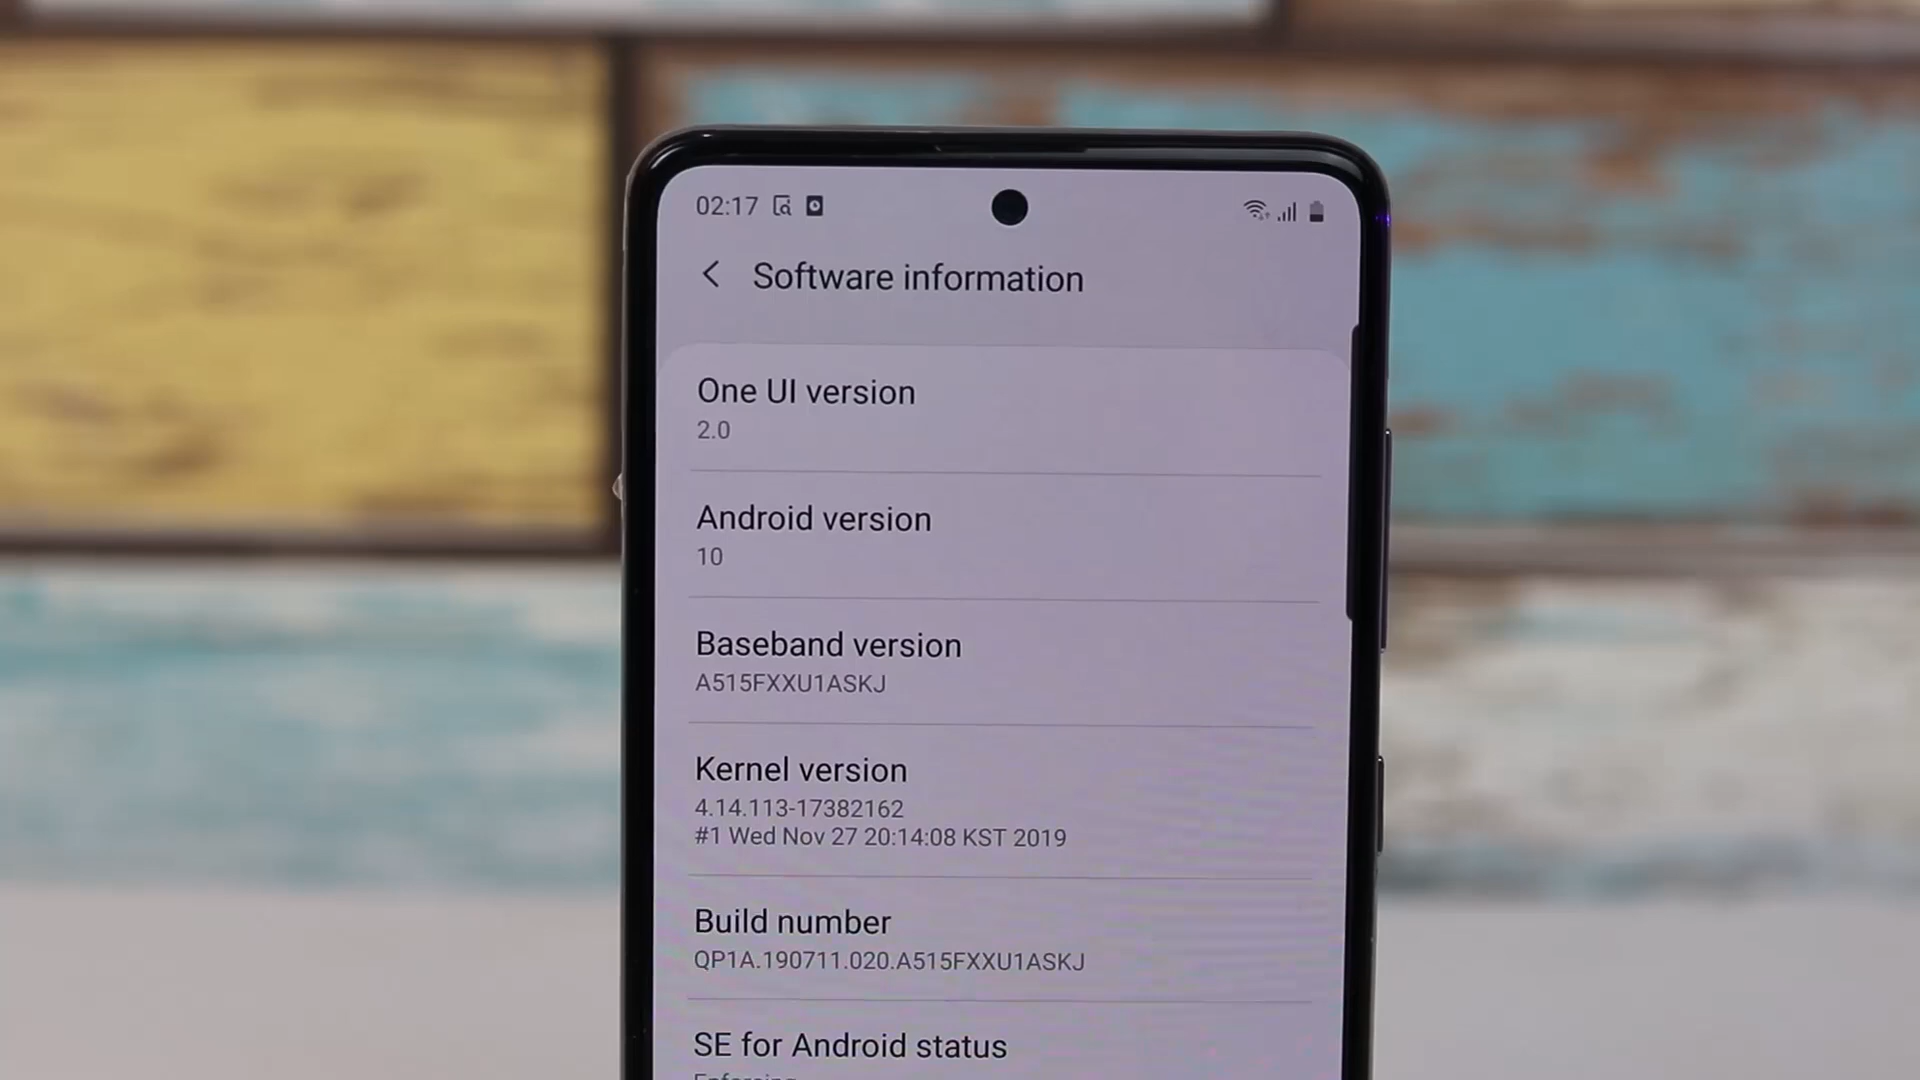 02:17
Software information
One UI version
2.0
Android version
10
Baseband version
A515FXXU1ASKJ
Kernel version
4.14.113-17382162
#1 Wed Nov 27 20:14:08 KST 2019
Build number
QP1A.190711.020.A515FXXU1ASKJ
SE for Android status